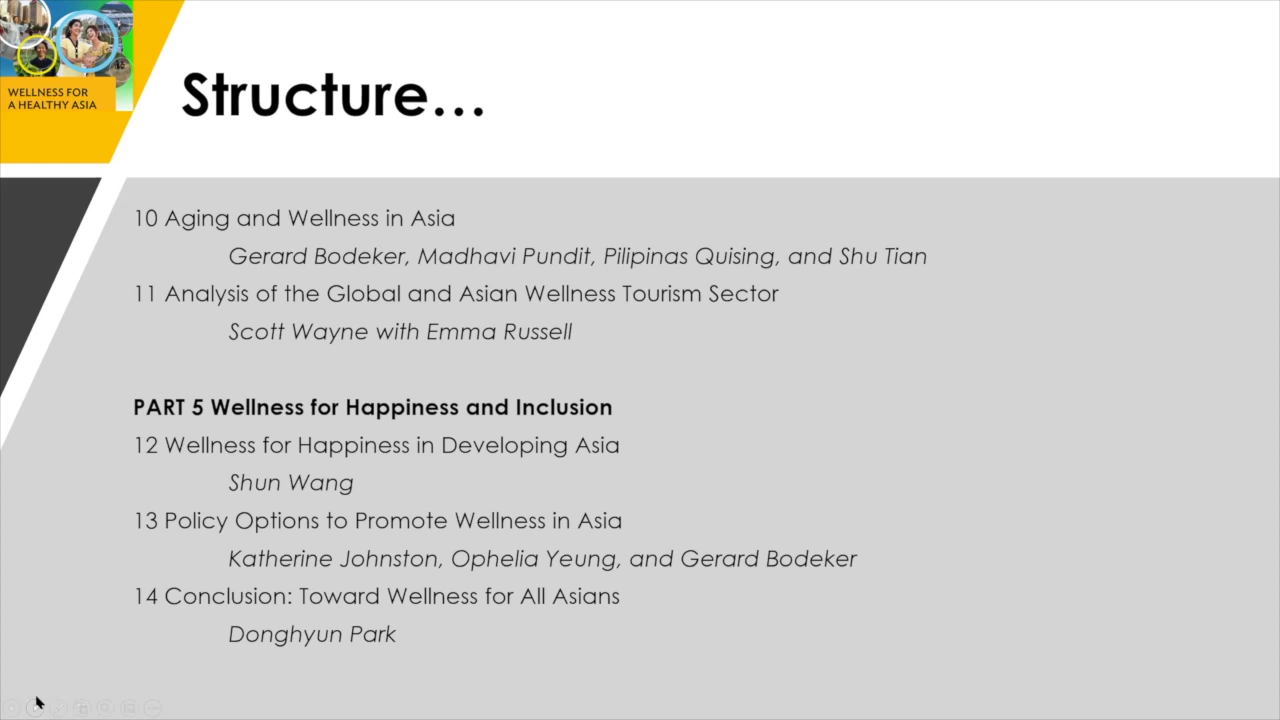 WELLNESS FOR
A HEALTHY ASIA
Structure...
10 Aging and Wellness in Asia
Gerard Bodeker, Madhavi Pundit, Pilipinas Quising, and Shu Tian
11 Analysis of the Global and Asian Wellness Tourism Sector
Scott Wayne with Emma Russell
PART 5 Wellness for Happiness and Inclusion
12 Wellness for Happiness in Developing Asia
Shun Wang
13 Policy Options to Promote Wellness in Asia
Katherine Johnston, Ophelia Yeung, and Gerard Bodeker
14 Conclusion: Toward Wellness for All Asians
Donghyun Park